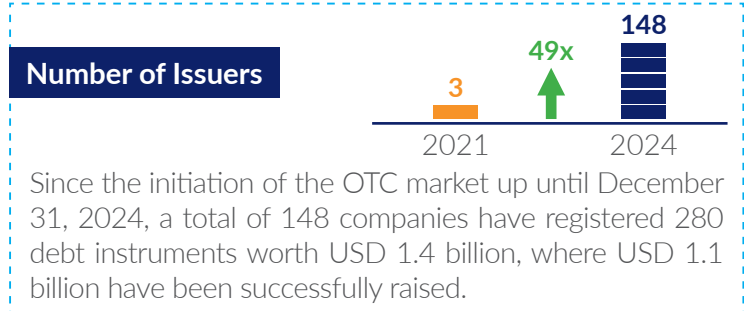 148
49x
Number of Issuers
3
2021 2024
Since the initiation of the OTC market up until December
31, 2024, a total of 148 companies have registered 280
debt instruments worth USD 1.4 billion, where USD 1.1
billion have been successfully raised.